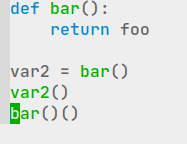 def bar():
    return foo

var2 = bar()
var2()
bar()()